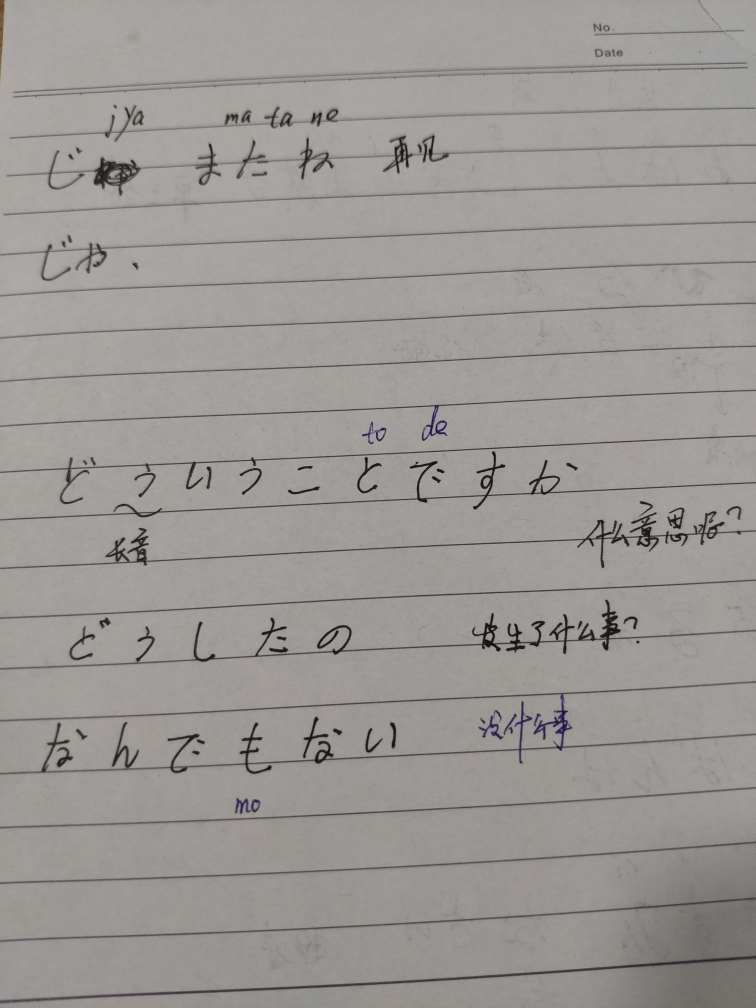 No.
Date
jya ma ta ne
じ またね 再见
じゃ、
to de
どういうことですか
长音 什么意思呢?
どうしたの 发生了什么事?
なんでもない 没什么事
mo